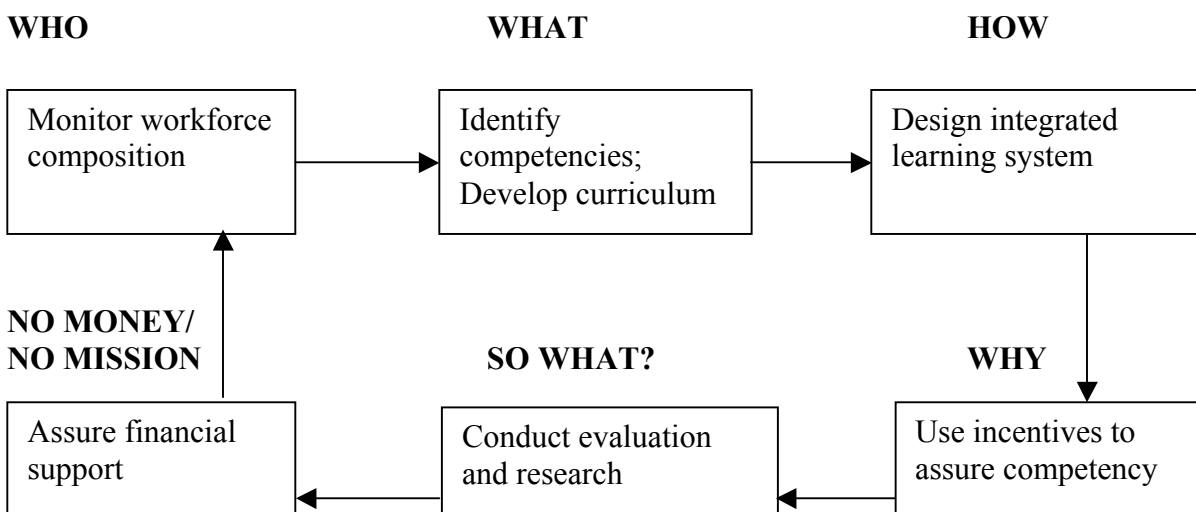 WHO
WHAT
HOW
Monitor workforce
composition
Identify
competencies;
Develop curriculum
Design integrated
learning system
NO MONEY/
NO MISSION
SO WHAT?
WHY
Assure financial
support
Conduct evaluation
and research
Use incentives to
assure competency